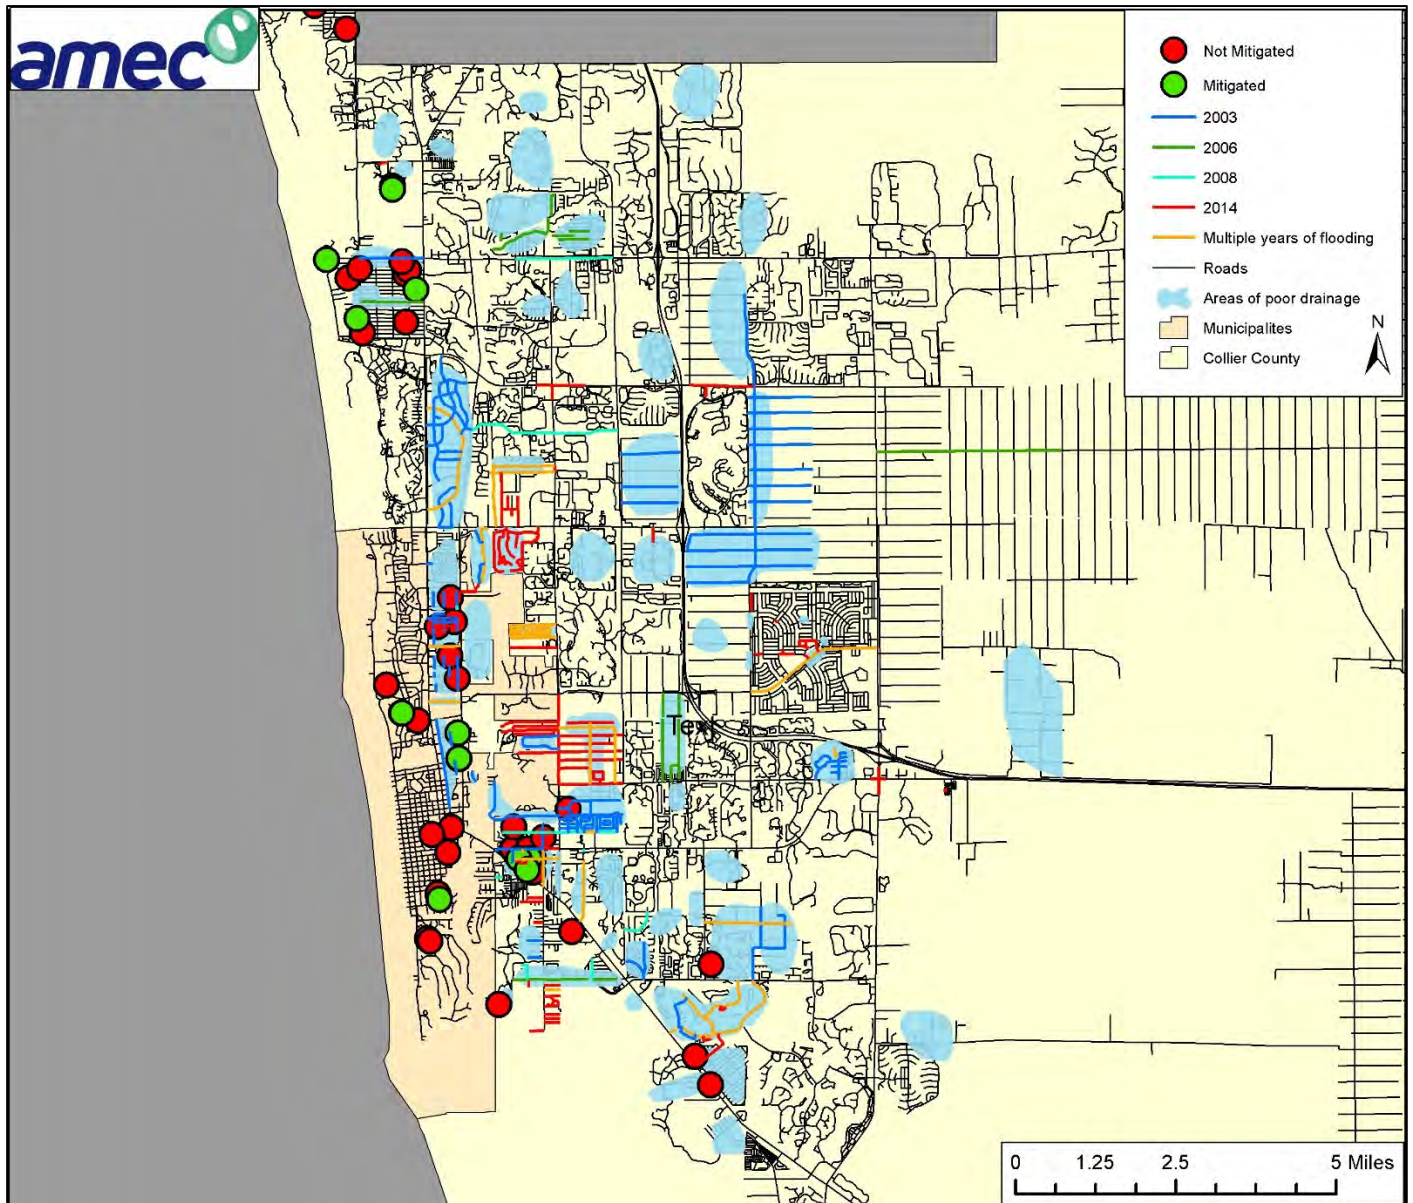 amec
Not Mitigated
Mitigated
2003
2006
2008
2014
Multiple years of flooding
Roads
Areas of poor drainage
Municipalites
Collier County
N
Tex
0 1.25 2.5 5 Miles